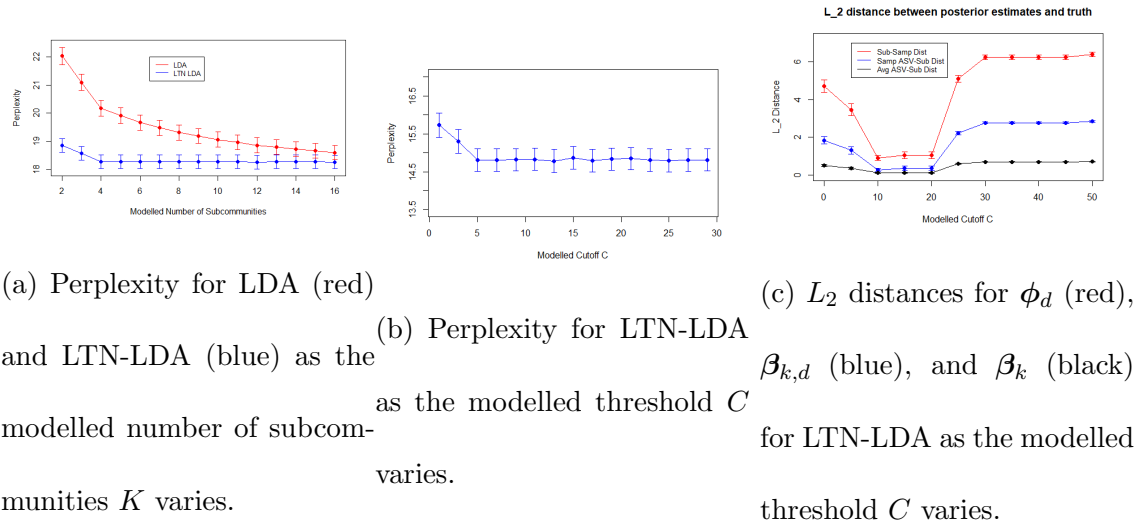 22
21
20
19
18
Perplexity
LDA
LTN LDA
2
4
6
8
10
12
14
16
Modelled Number of Subcommunities
(a) Perplexity for LDA (red)
and LTN-LDA (blue) as the
modelled number of subcom-
munities K varies.
16.5
15.5
14.5
13.5
Perplexity
0
5
10
15
20
25
30
Modelled Cutoff C
(b) Perplexity for LTN-LDA
as the modelled threshold C
varies.
L_2 distance between posterior estimates and truth
6
4
2
0
L_2 Distance
Sub-Samp Dist
Samp ASV-Sub Dist
Avg ASV-Sub Dist
0
10
20
30
40
50
Modelled Cutoff C
(c) L₂ distances for ϕ_d (red),
β_{k,d} (blue), and β_k (black)
for LTN-LDA as the modelled
threshold C varies.